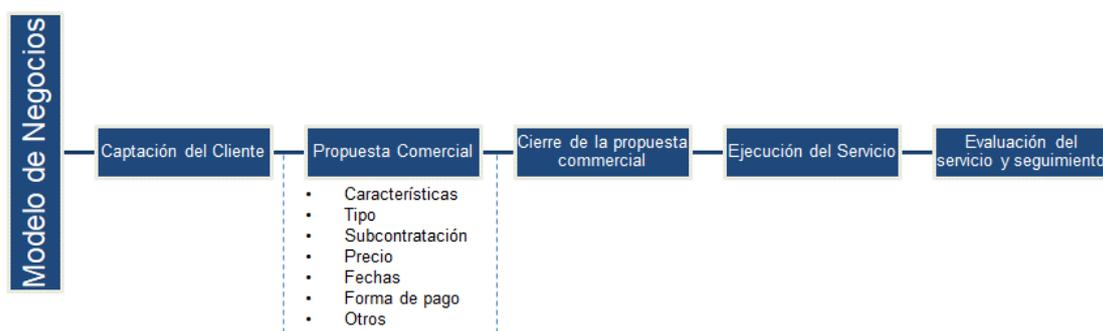 Modelo de Negocios
Captación del Cliente
Propuesta Comercial
• Características
• Tipo
• Subcontratación
• Precio
• Fechas
• Forma de pago
• Otros
Cierre de la propuesta
commercial
Ejecución del Servicio
Evaluación del
servicio y seguimiento